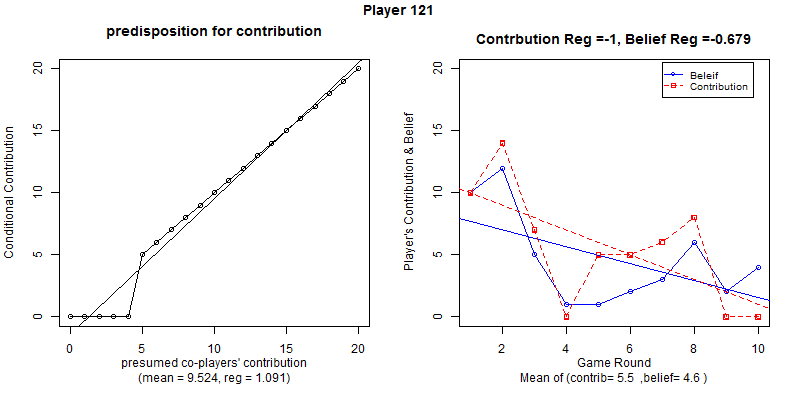 Player 121
predisposition for contribution
Conditional Contribution
20
15
10
5
0
0 5 10 15 20
presumed co-players' contribution
(mean = 9.524, reg = 1.091)
Contrbution Reg =-1, Belief Reg =-0.679
Player's Contribution & Belief
20
15
10
5
0
Beleif
Contribution
2 4 6 8 10
Game Round
Mean of (contrib= 5.5 ,belief= 4.6 )